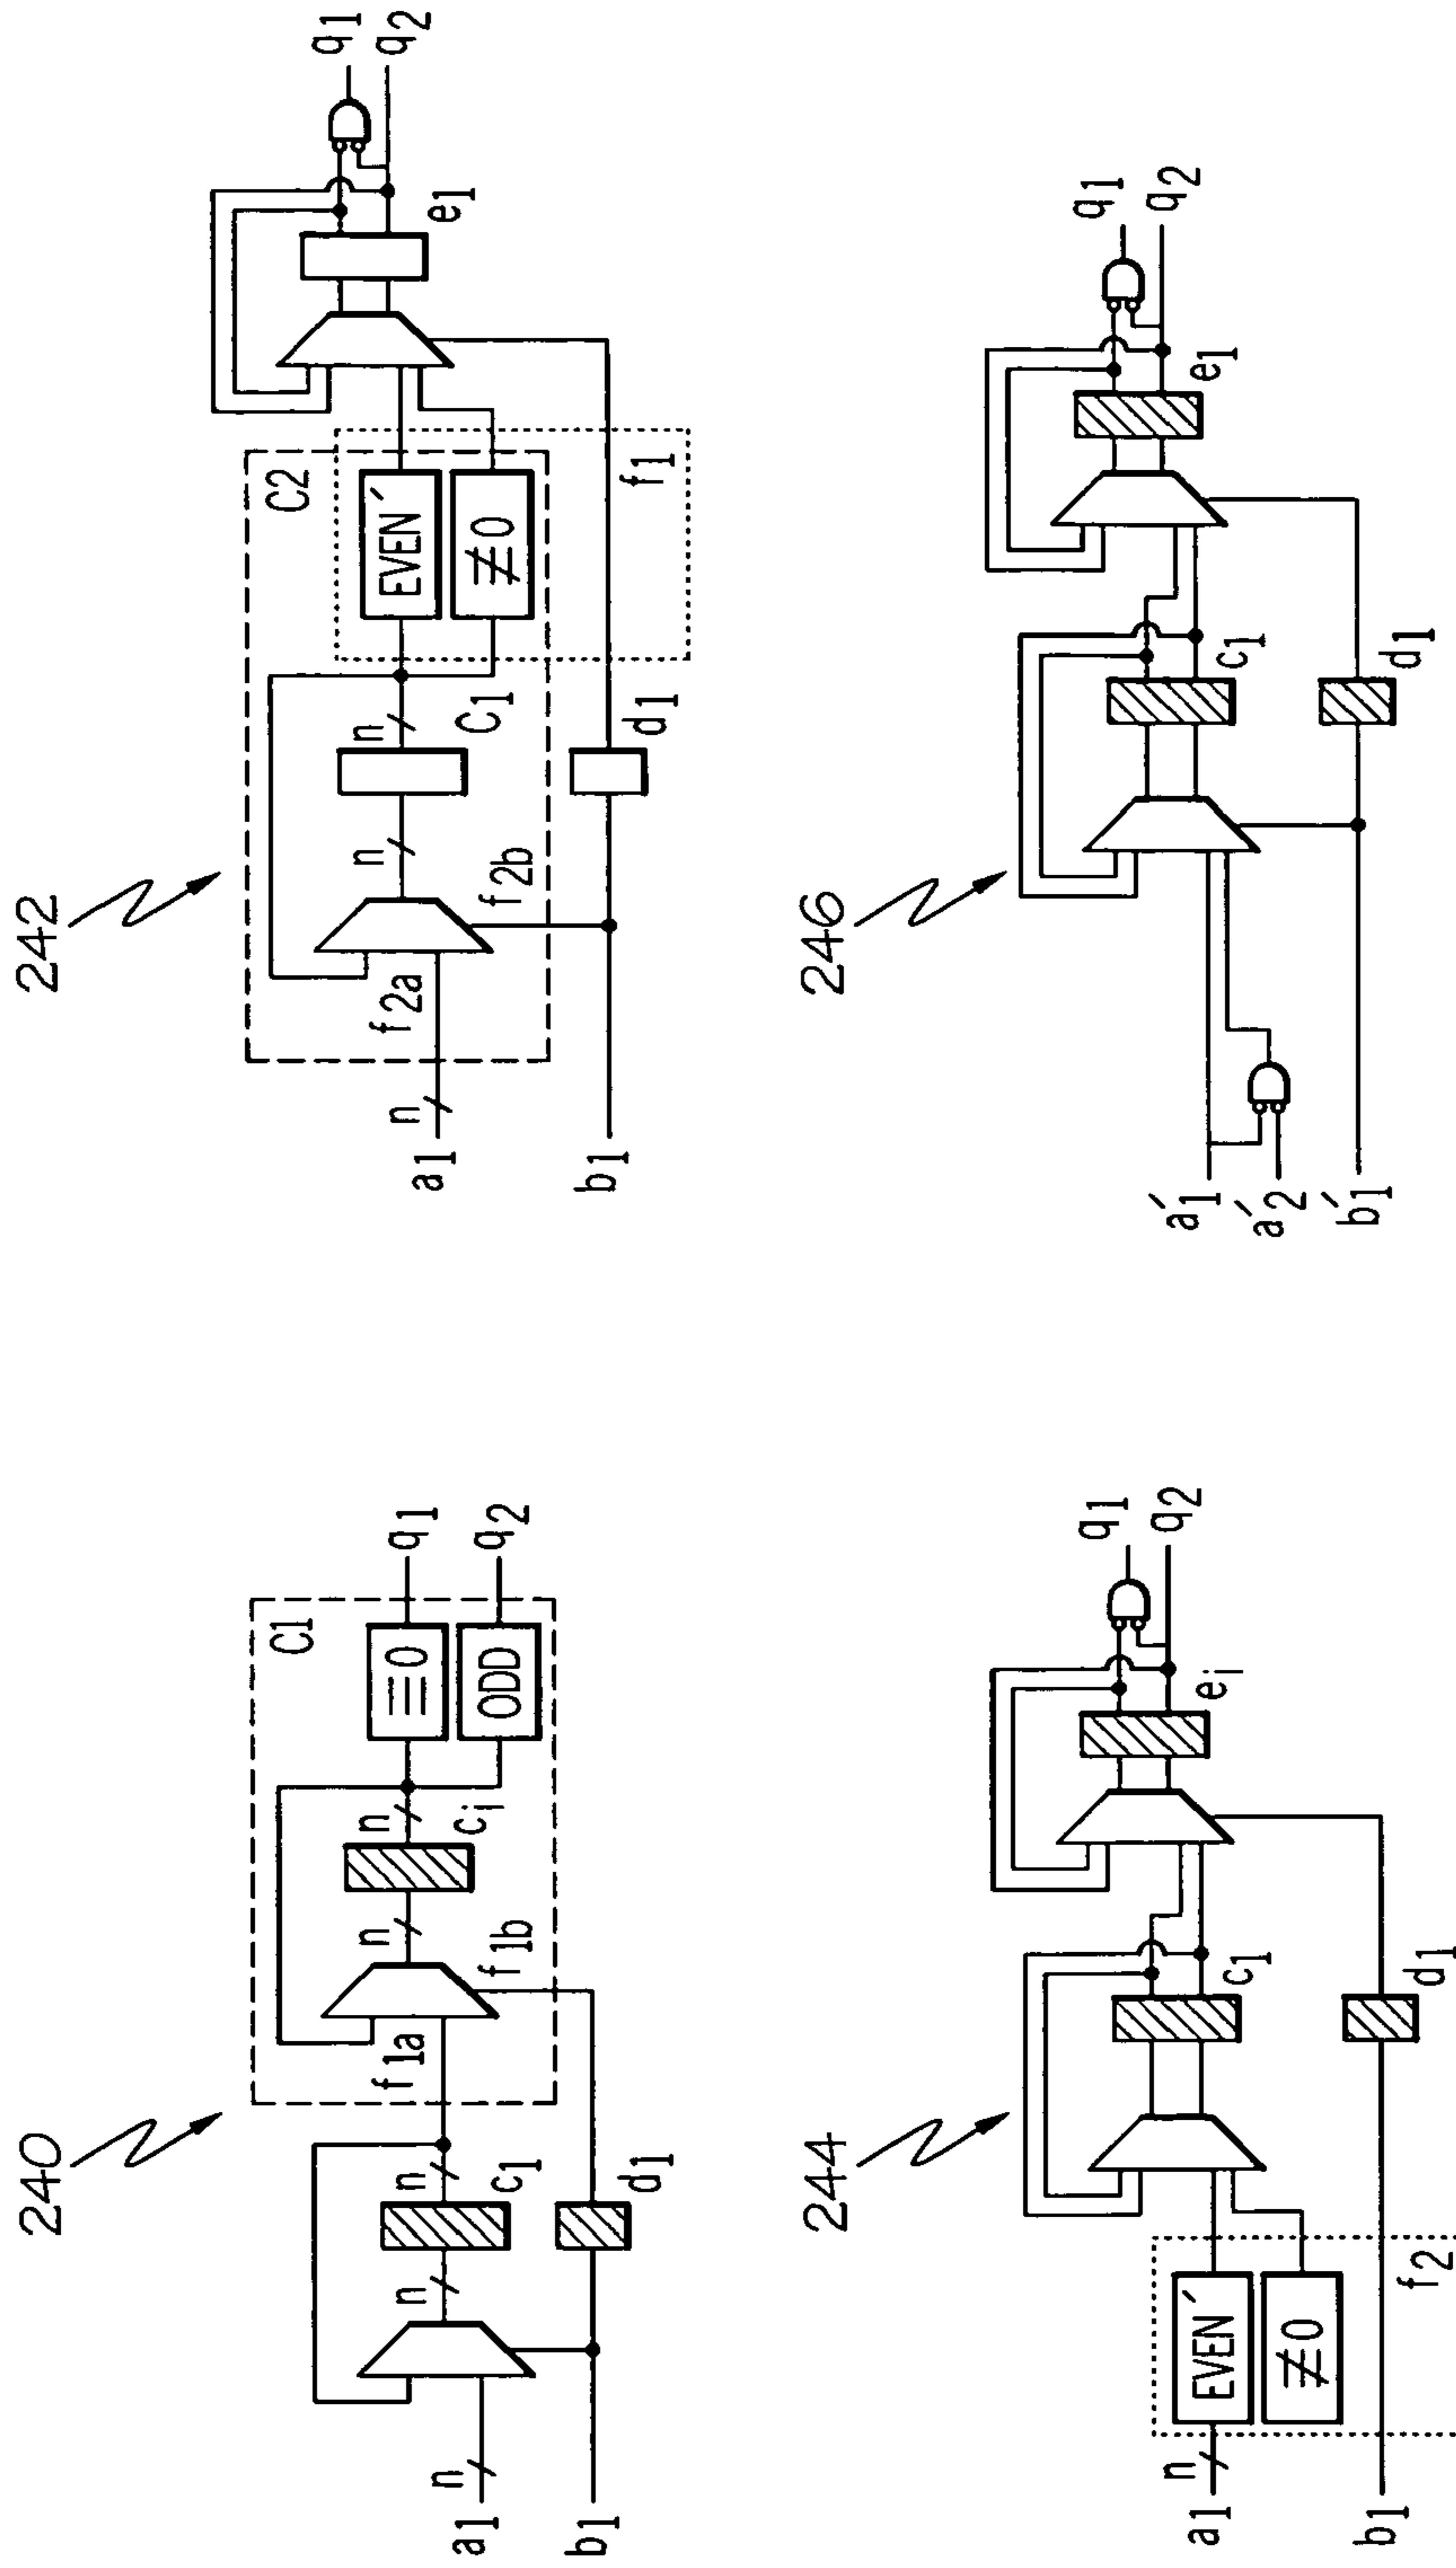 240
a1
n
b1
n
n
c1
d1
f1a
f1b
n
n
ci
C1
≡0
ODD
q1
q2
242
a1
n
b1
f2a
f2b
n
n
C1
d1
C2
EVEN′
≢0
f1
e1
q1
q2
244
a1
n
b1
EVEN′
≢0
f2
c1
d1
ei
q1
q2
246
a′1
a′2
b′1
c1
d1
e1
q1
q2